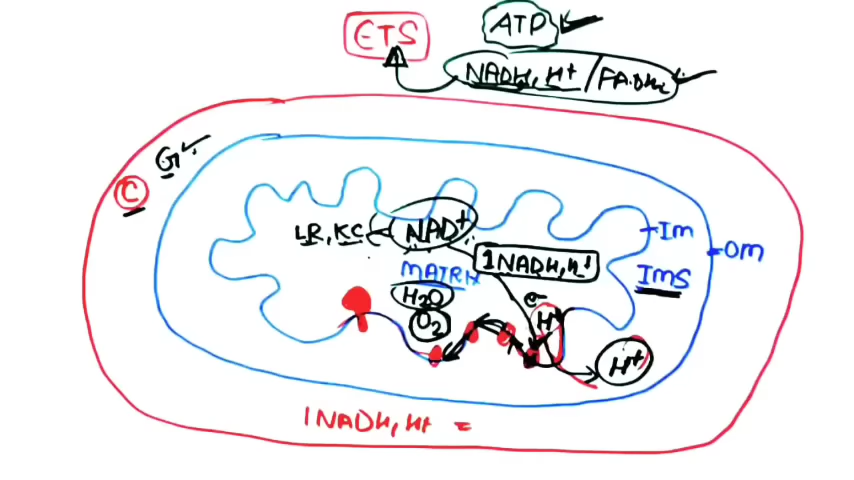 ETS
ATP
NADH, H+ / FADH2
G
C
LR, KC
NAD+
Im
OM
1NADH, H+
MATRIX
IMS
H2O
e-
O2
H+
H+
1NADH, H+ =